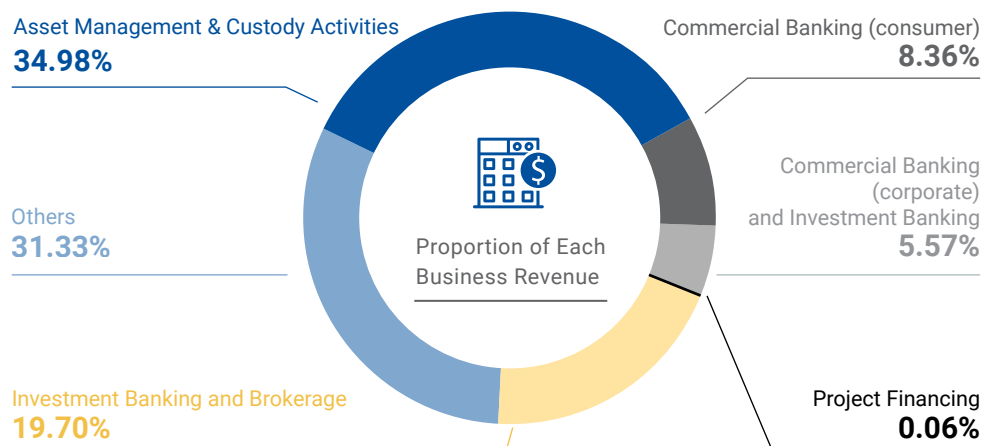 Asset Management & Custody Activities
34.98%
Commercial Banking (consumer)
8.36%
Commercial Banking
(corporate)
and Investment Banking
5.57%
Others
31.33%
$
Proportion of Each
Business Revenue
Investment Banking and Brokerage
19.70%
Project Financing
0.06%